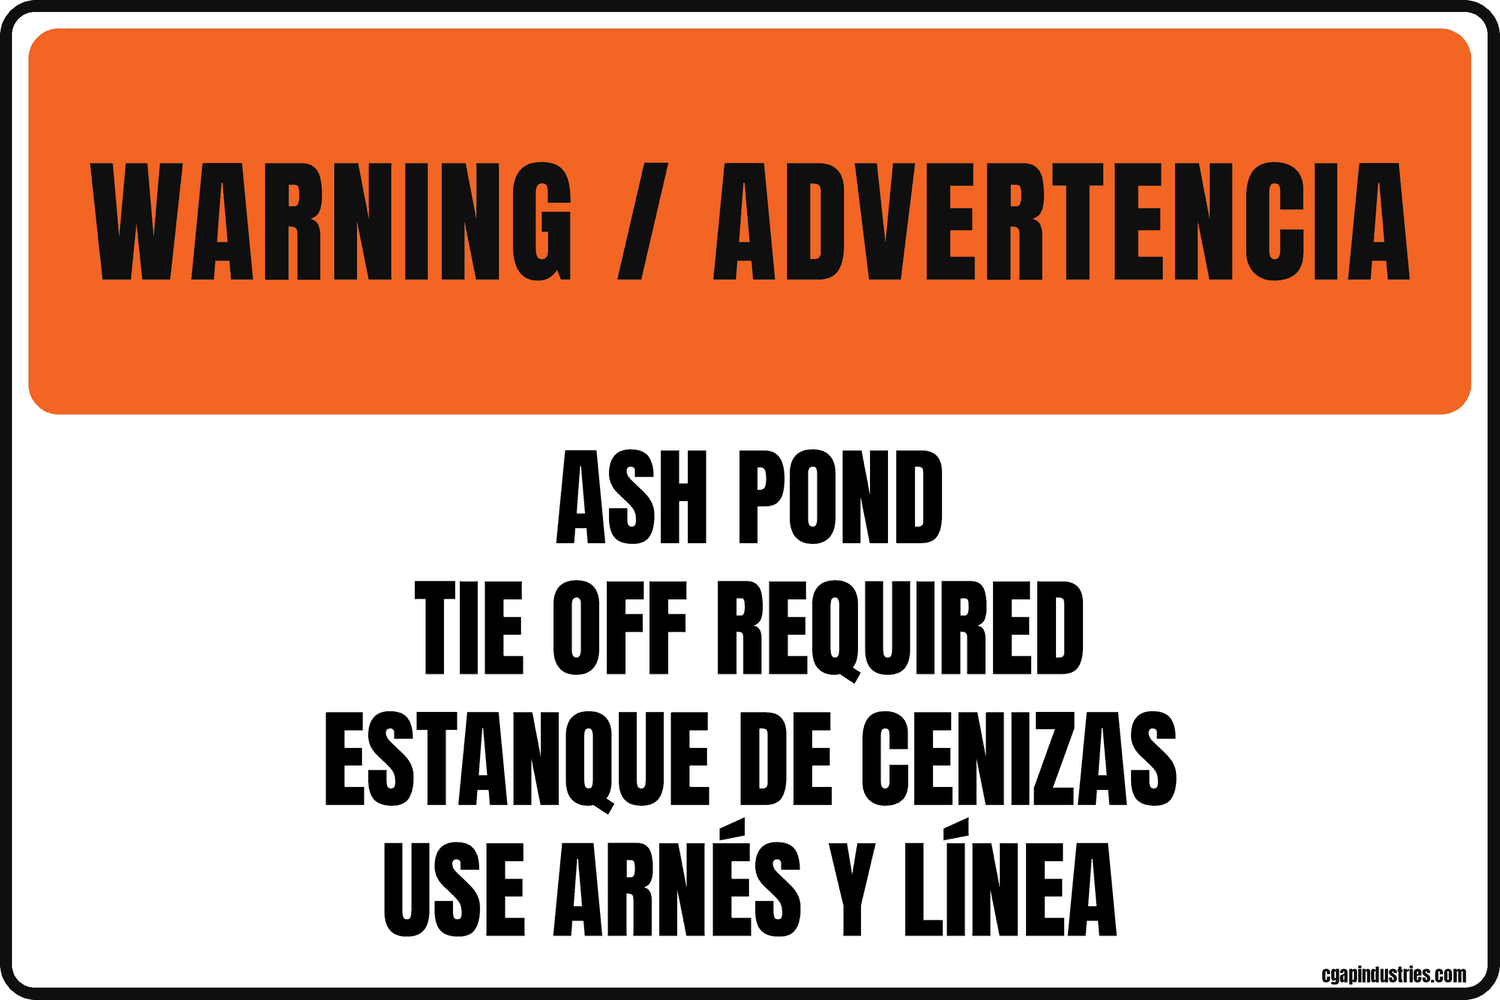 WARNING / ADVERTENCIA
ASH POND
TIE OFF REQUIRED
ESTANQUE DE CENIZAS
USE ARNÉS Y LÍNEA
cgapindustries.com